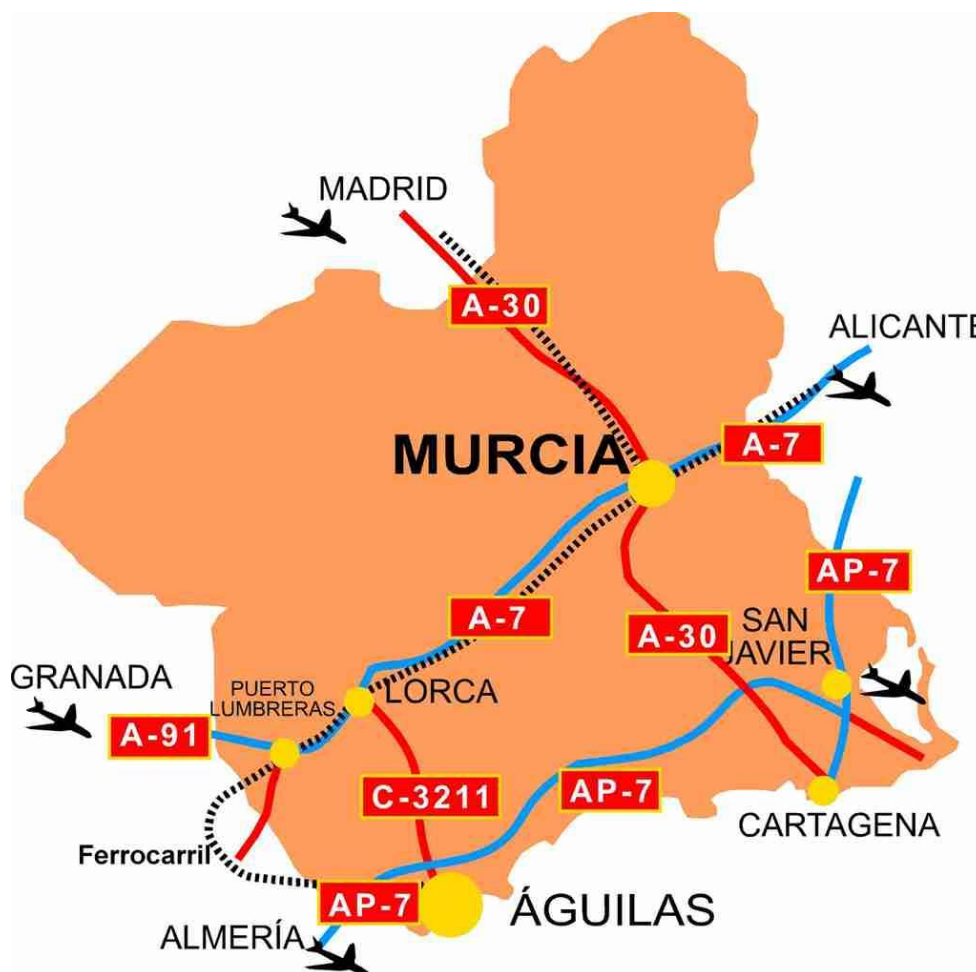 MADRID
A-30
ALICANTE
MURCIA
A-7
AP-7
A-7
A-30
SAN
JAVIER
GRANADA
PUERTO
LUMBRERAS
LORCA
A-91
C-3211
AP-7
CARTAGENA
Ferrocarril
AP-7
ÁGUILAS
ALMERÍA